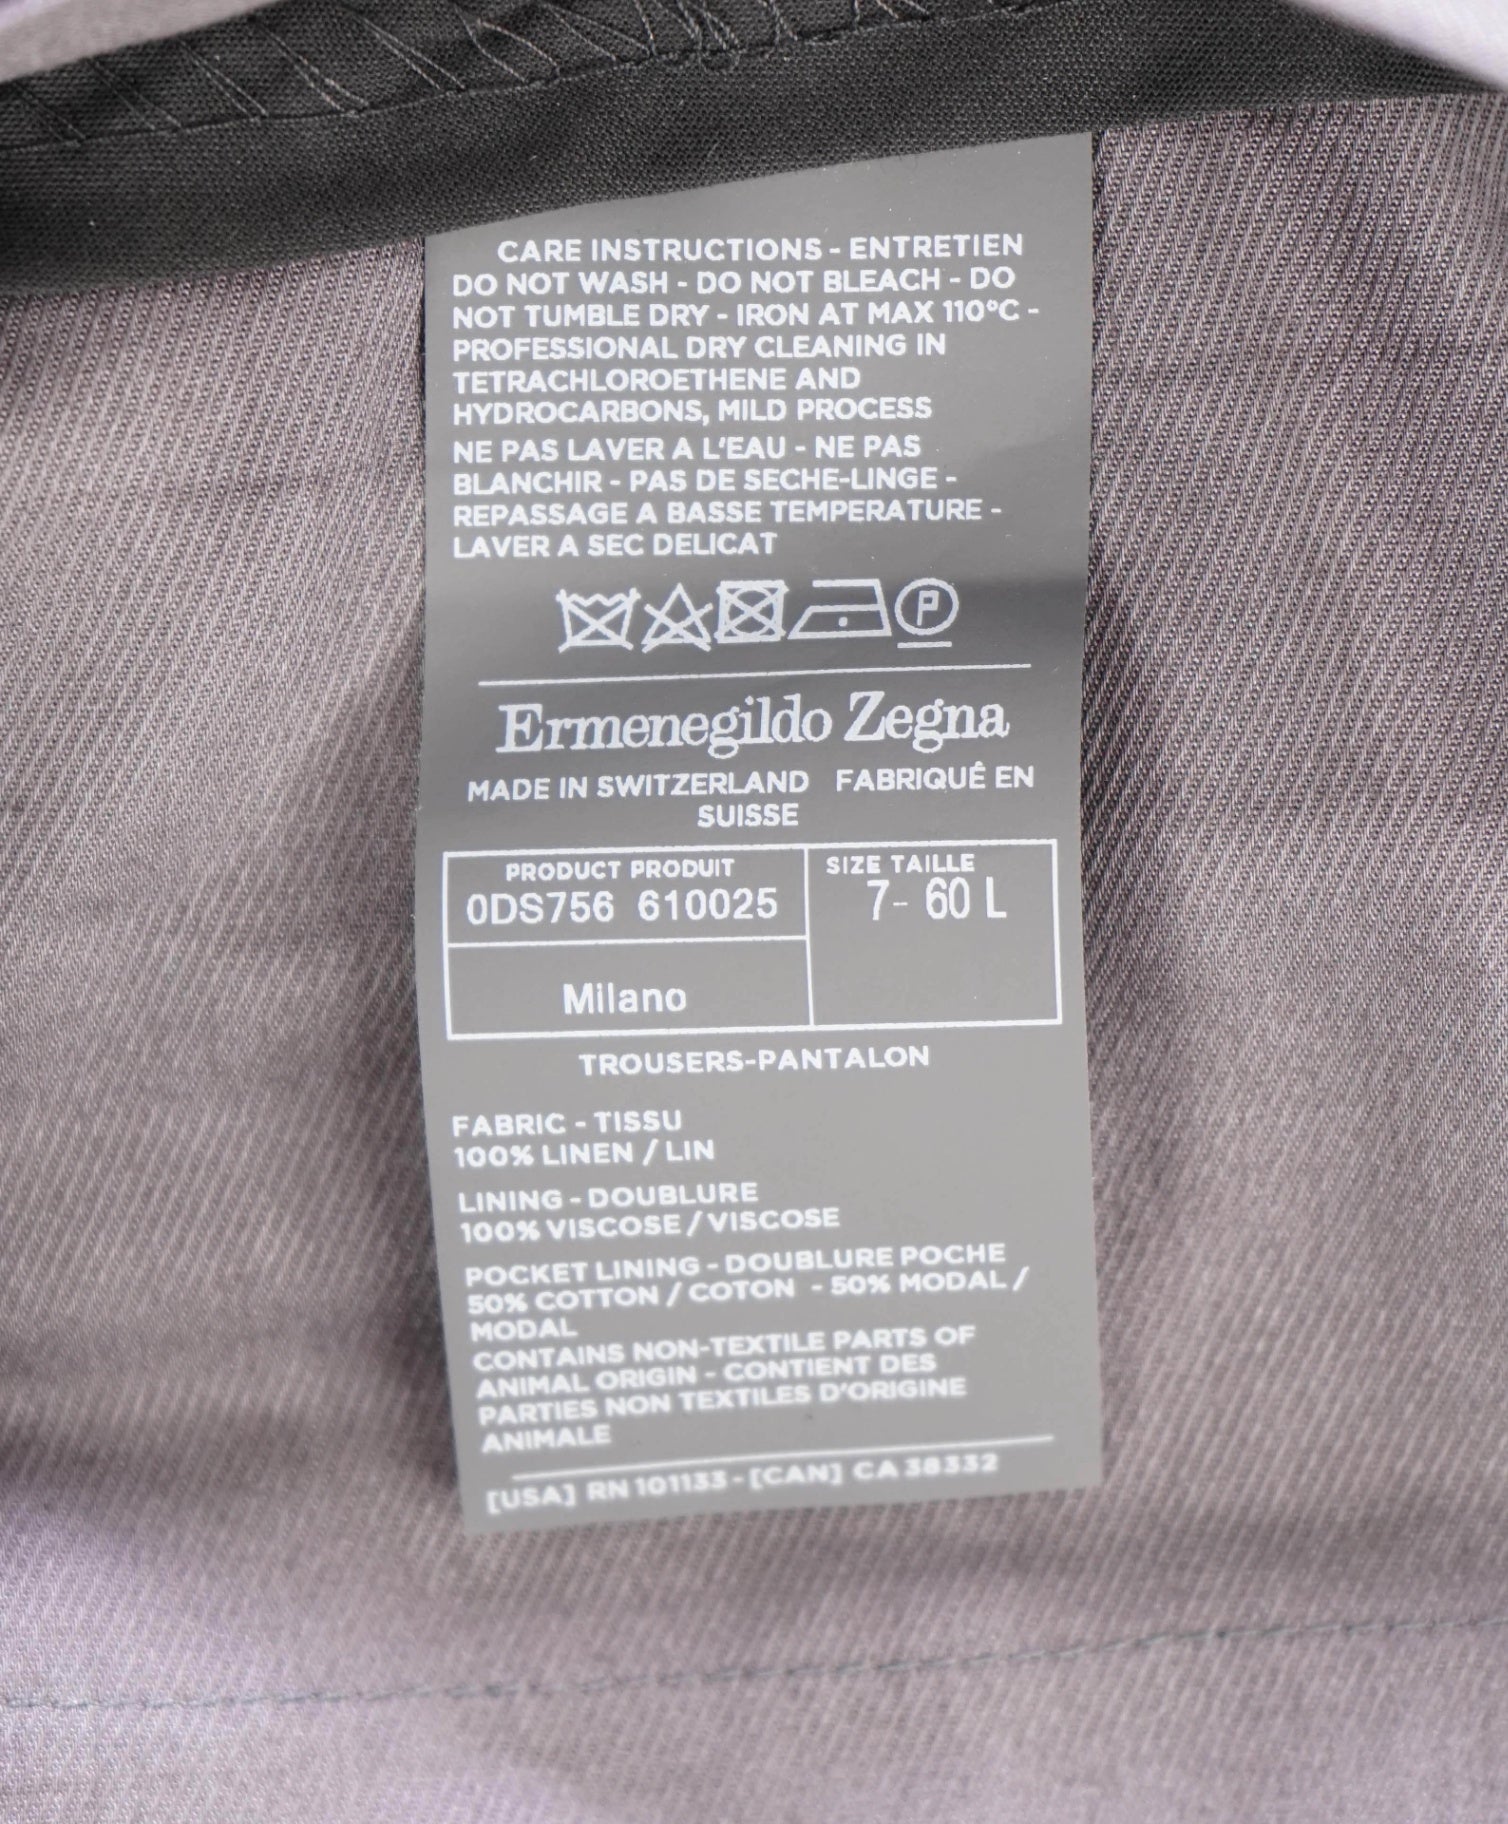 CARE INSTRUCTIONS - ENTRETIEN
DO NOT WASH - DO NOT BLEACH - DO
NOT TUMBLE DRY - IRON AT MAX 110°C -
PROFESSIONAL DRY CLEANING IN
TETRACHLOROETHENE AND
HYDROCARBONS, MILD PROCESS
NE PAS LAVER A L'EAU - NE PAS
BLANCHIR - PAS DE SECHE-LINGE -
REPASSAGE A BASSE TEMPERATURE -
LAVER A SEC DELICAT
P
Ermenegildo Zegna
MADE IN SWITZERLAND FABRIQUÊ EN
SUISSE
PRODUCT PRODUIT
0DS756 610025
SIZE TAILLE
7- 60 L
Milano
TROUSERS-PANTALON
FABRIC - TISSU
100% LINEN / LIN
LINING - DOUBLURE
100% VISCOSE / VISCOSE
POCKET LINING - DOUBLURE POCHE
50% COTTON / COTON - 50% MODAL /
MODAL
CONTAINS NON-TEXTILE PARTS OF
ANIMAL ORIGIN - CONTIENT DES
PARTIES NON TEXTILES D'ORIGINE
ANIMALE
[USA] RN 101133 - [CAN] CA 38332